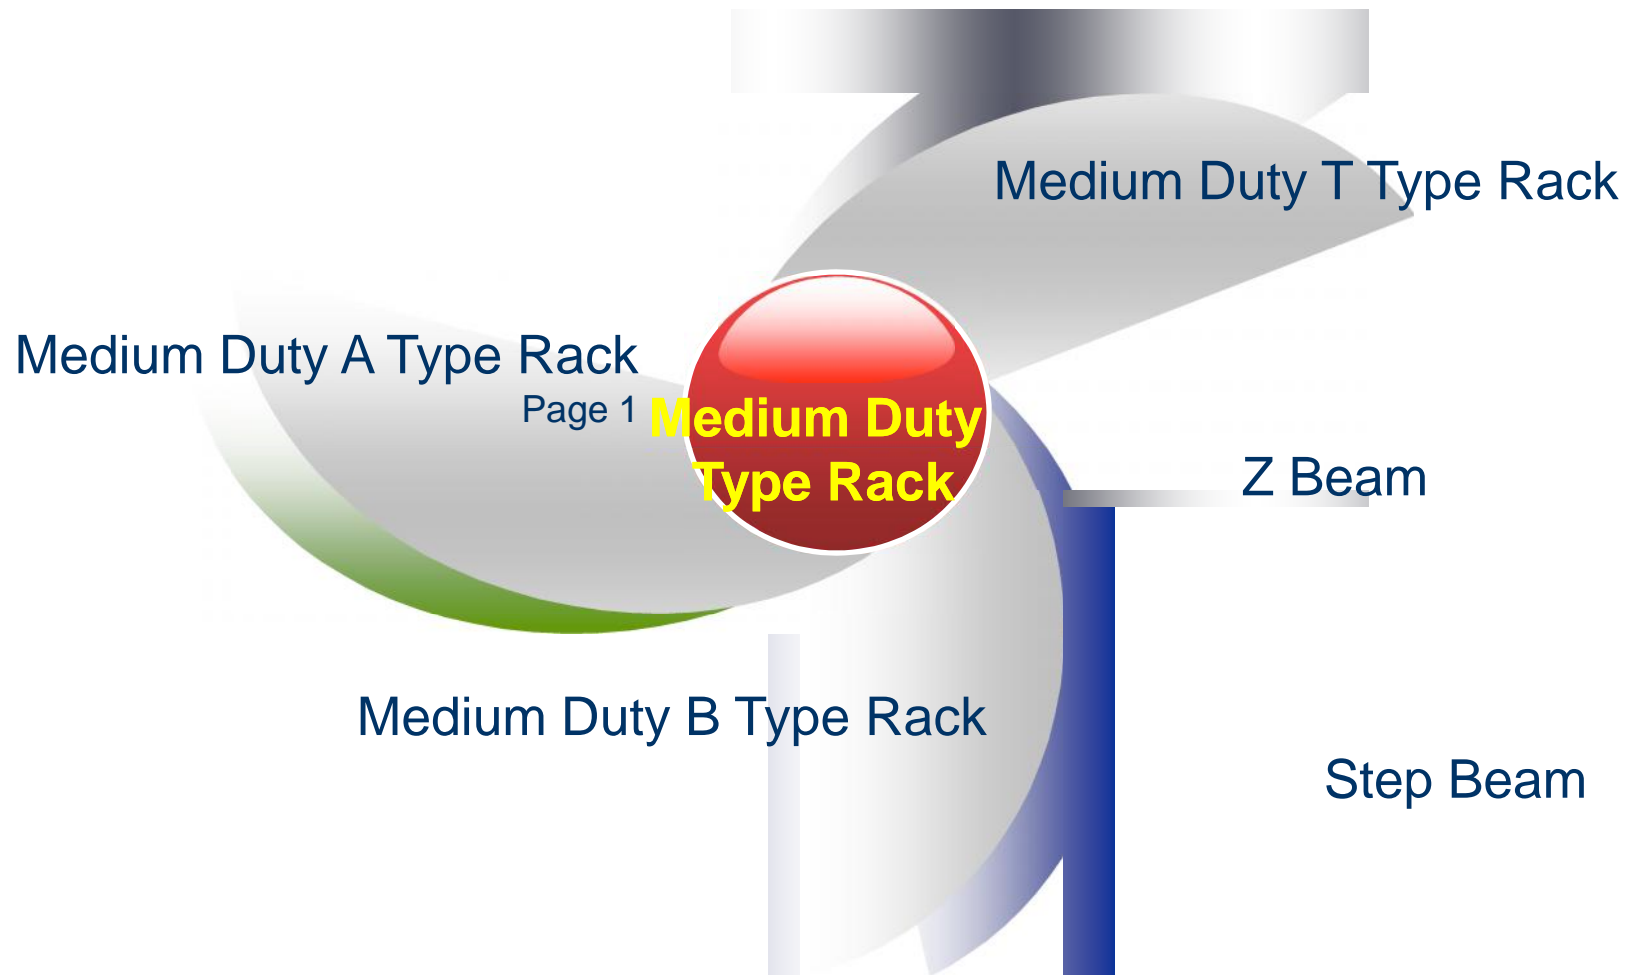 Medium Duty T Type Rack
Medium Duty A Type Rack
Page 1
Medium Duty
Type Rack
Z Beam
Medium Duty B Type Rack
Step Beam